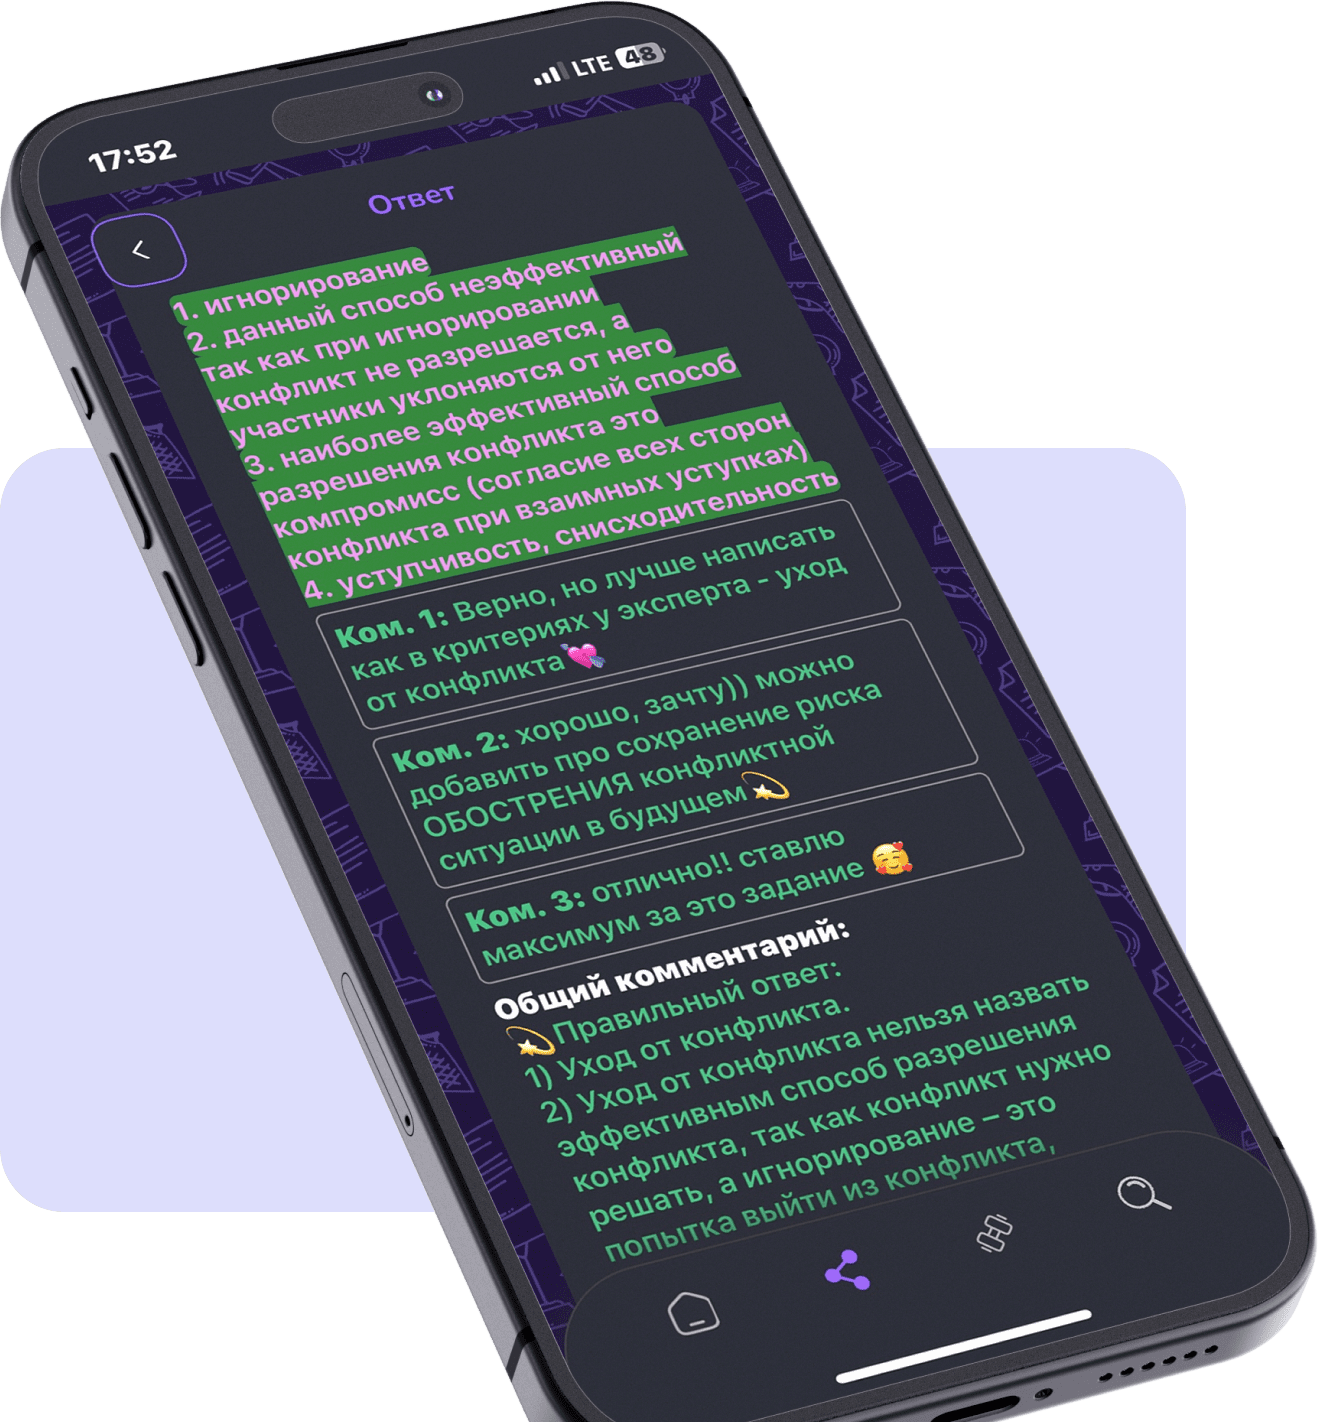 17:52
LTE 48
Ответ
1. игнорирование
2. данный способ неэффективный
так как при игнорировании
конфликт не разрешается, а
участники уклоняются от него
3. наиболее эффективный способ
разрешения конфликта это
компромисс (согласие всех сторон
конфликта при взаимных уступках)
4. уступчивость, снисходительность
Ком. 1: Верно, но лучше написать
как в критериях у эксперта - уход
от конфликта💘
Ком. 2: хорошо, зачту)) можно
добавить про сохранение риска
ОБОСТРЕНИЯ конфликтной
ситуации в будущем💫
Ком. 3: отлично!! ставлю
максимум за это задание 🥰
Общий комментарий:
💫Правильный ответ:
1) Уход от конфликта.
2) Уход от конфликта нельзя назвать
эффективным способ разрешения
конфликта, так как конфликт нужно
решать, а игнорирование – это
попытка выйти из конфликта,